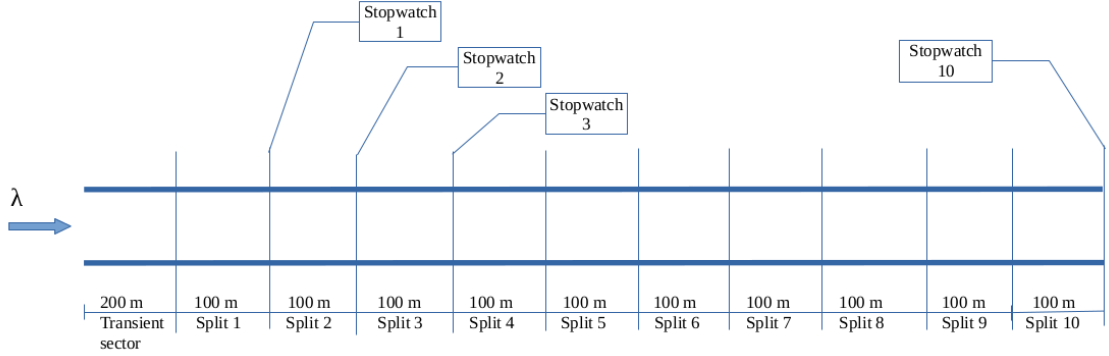 Stopwatch
1
Stopwatch
2
Stopwatch
3
Stopwatch
10
λ
200 m 100 m 100 m 100 m 100 m 100 m 100 m 100 m 100 m 100 m 100 m
Transient Split 1 Split 2 Split 3 Split 4 Split 5 Split 6 Split 7 Split 8 Split 9 Split 10
sector